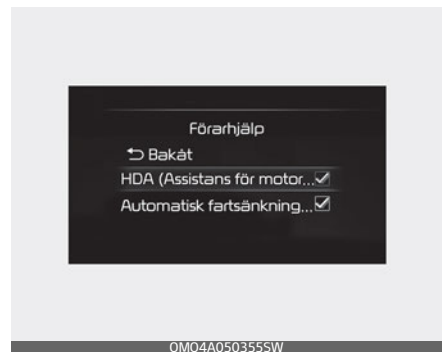 Förarhjälp
Bakåt
HDA (Assistans för motor...
Automatisk fartsänkning...
OMO4A050355SW